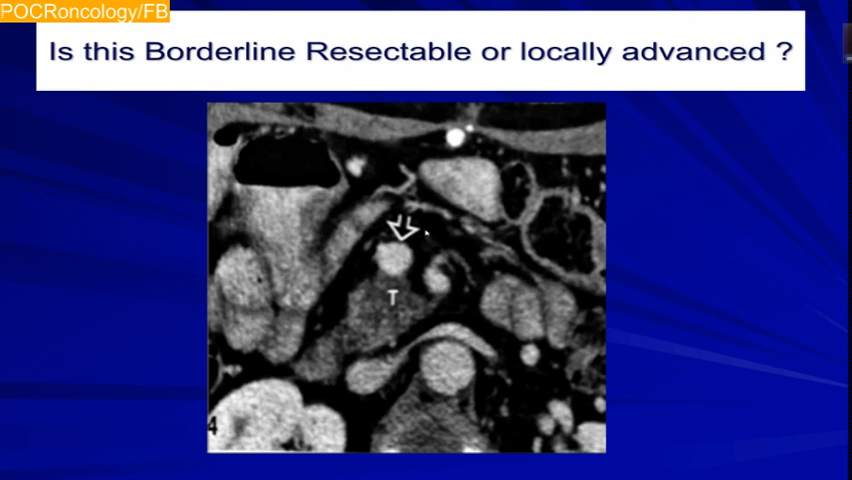 POCRoncology/FB
Is this Borderline Resectable or locally advanced ?
T
4